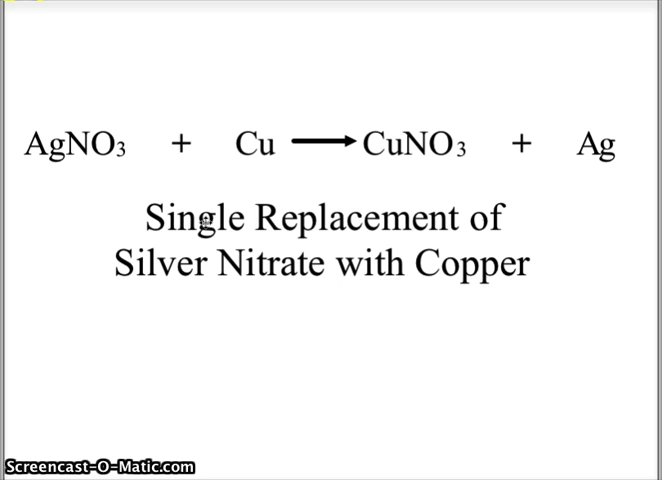 AgNO3 + Cu → CuNO3 + Ag
Single Replacement of
Silver Nitrate with Copper
Screencast-O-Matic.com